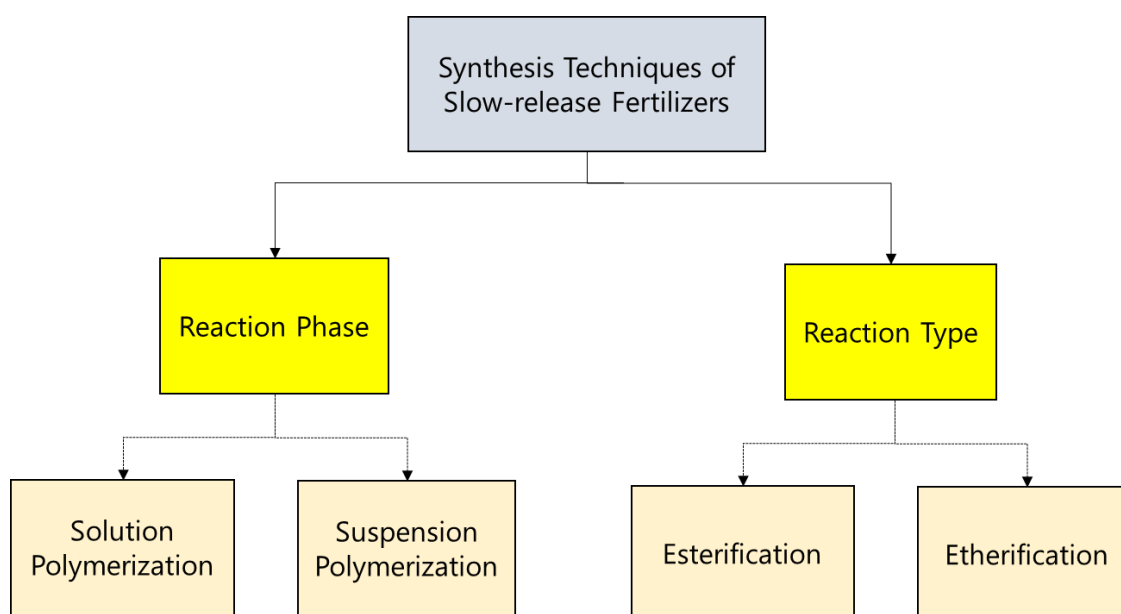 Synthesis Techniques of
Slow-release Fertilizers
Reaction Phase
Reaction Type
Solution
Polymerization
Suspension
Polymerization
Esterification
Etherification